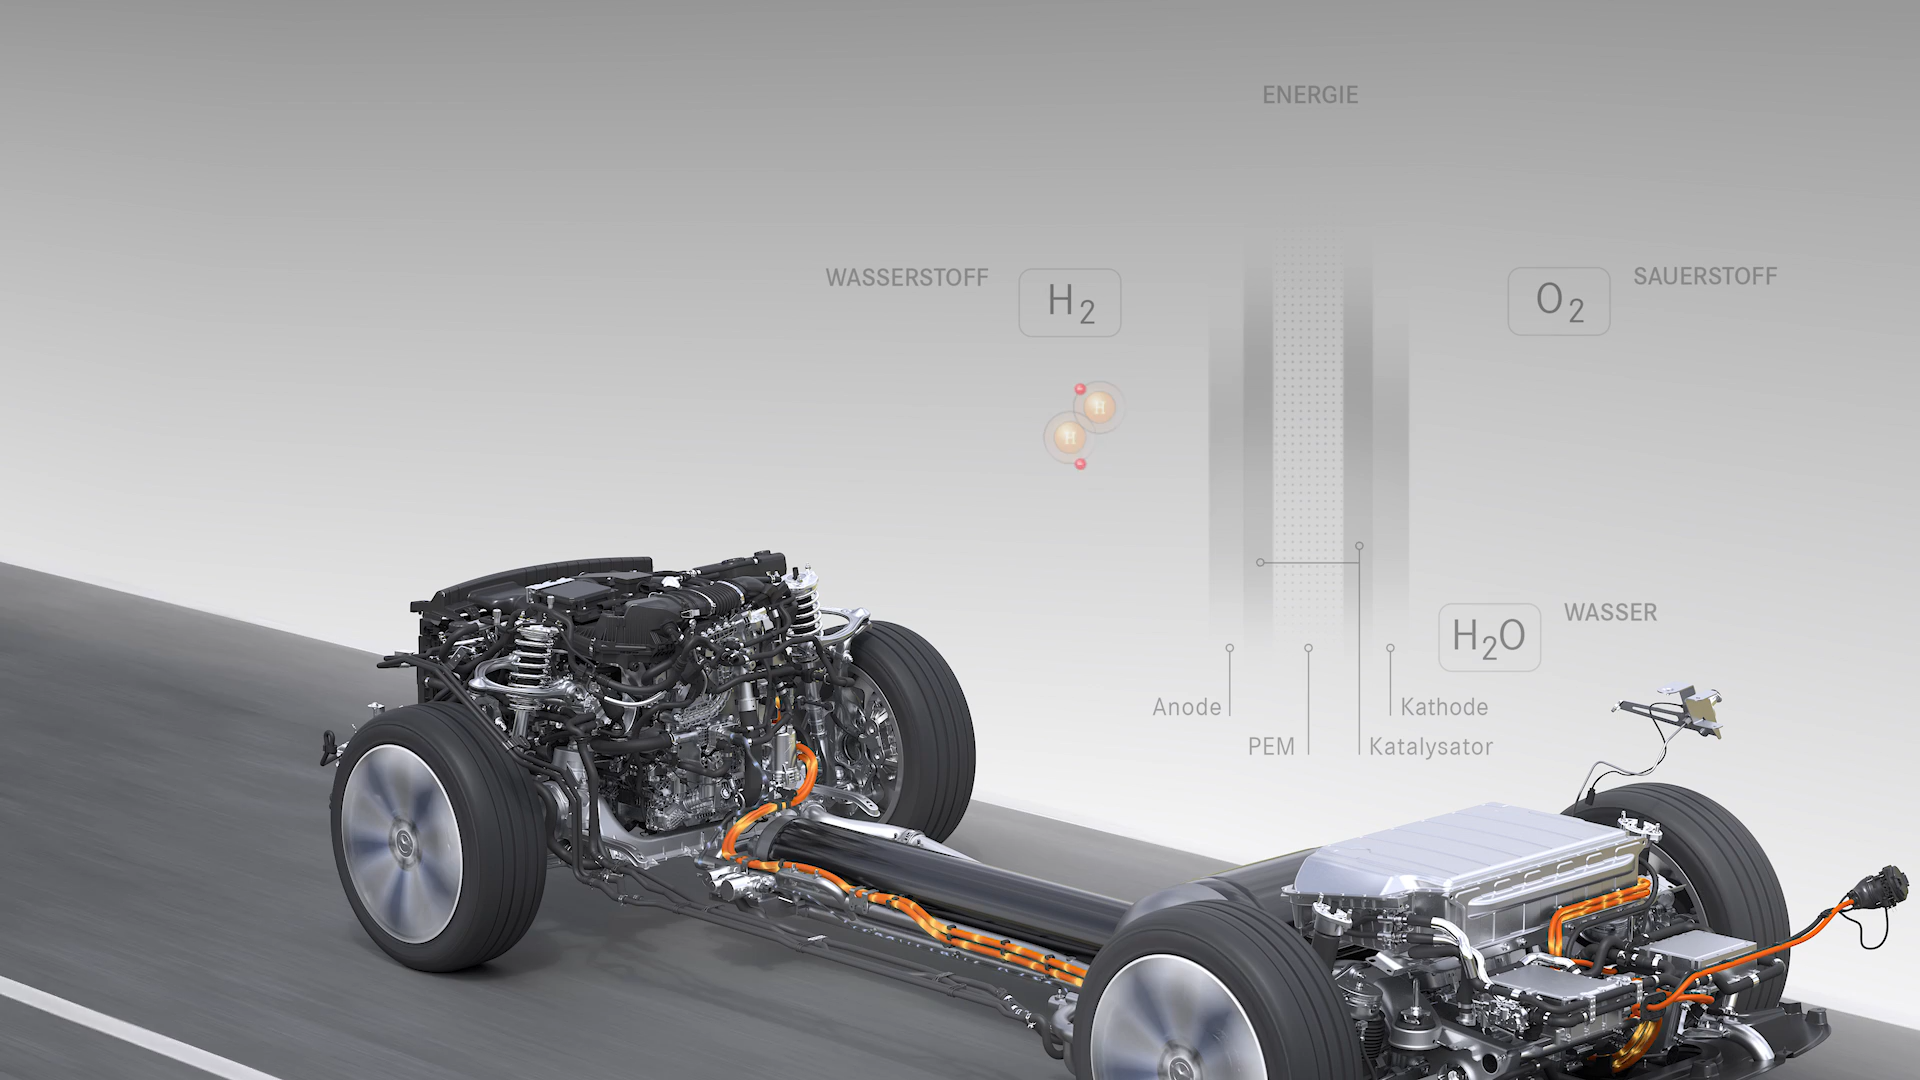 ENERGIE
WASSERSTOFF
H₂
O₂
SAUERSTOFF
H
H
H₂O
WASSER
Anode
Kathode
PEM
Katalysator